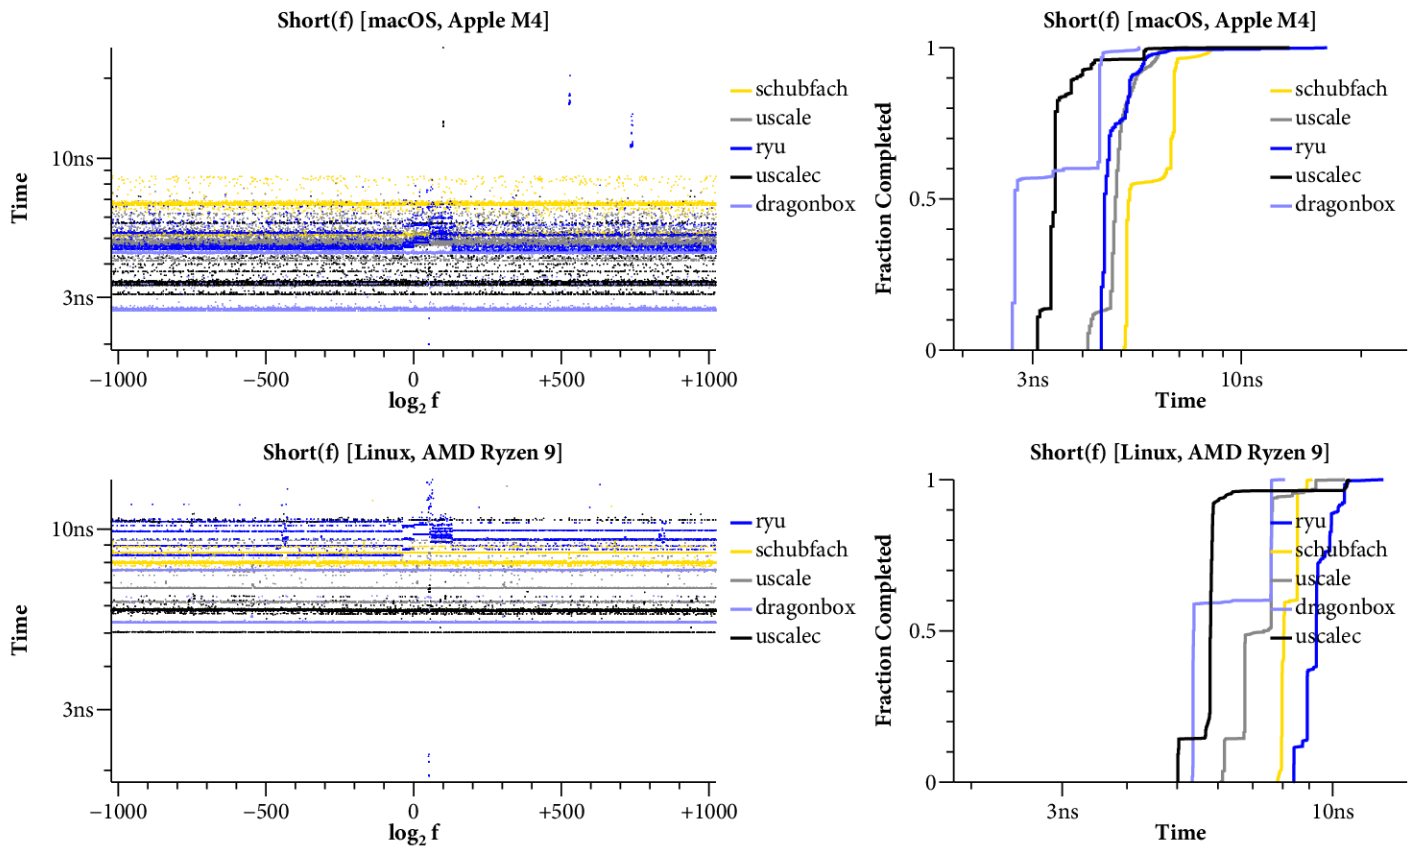 Short(f) [macOS, Apple M4]
10ns
3ns
Time
−1000
−500
0
+500
+1000
log2 f
schubfach
uscale
ryu
uscalec
dragonbox
Short(f) [macOS, Apple M4]
1
0.5
0
Fraction Completed
3ns
10ns
Time
schubfach
uscale
ryu
uscalec
dragonbox
Short(f) [Linux, AMD Ryzen 9]
10ns
3ns
Time
−1000
−500
0
+500
+1000
log2 f
ryu
schubfach
uscale
dragonbox
uscalec
Short(f) [Linux, AMD Ryzen 9]
1
0.5
0
Fraction Completed
3ns
10ns
Time
ryu
schubfach
uscale
dragonbox
uscalec